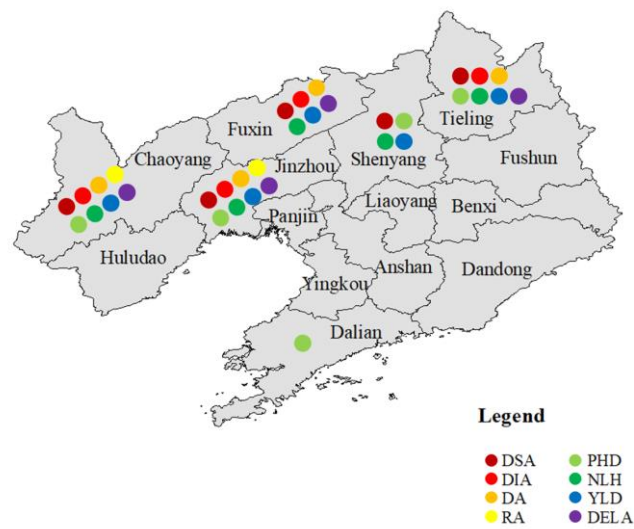 Tieling
Fuxin
Chaoyang
Jinzhou
Shenyang
Fushun
Liaoyang
Benxi
Panjin
Huludao
Anshan
Dandong
Yingkou
Dalian
Legend
DSA
DIA
DA
RA
PHD
NLH
YLD
DELA